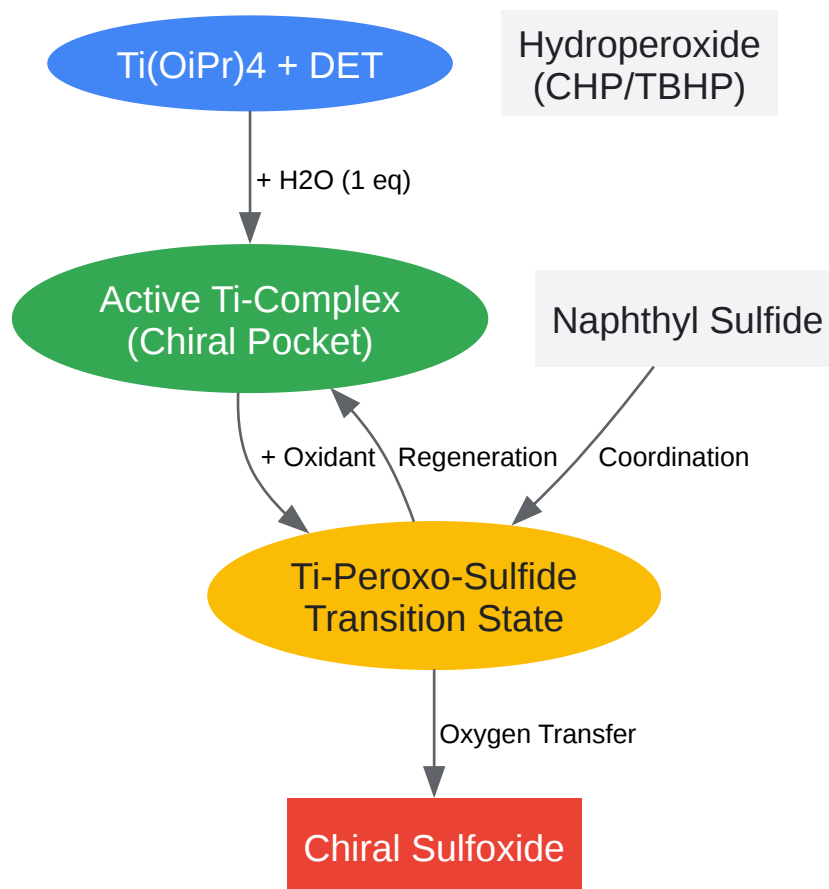 Ti(OiPr)4 + DET
Hydroperoxide
(CHP/TBHP)
+ H2O (1 eq)
Active Ti-Complex
(Chiral Pocket)
Naphthyl Sulfide
+ Oxidant
Regeneration
Coordination
Ti-Peroxo-Sulfide
Transition State
Oxygen Transfer
Chiral Sulfoxide